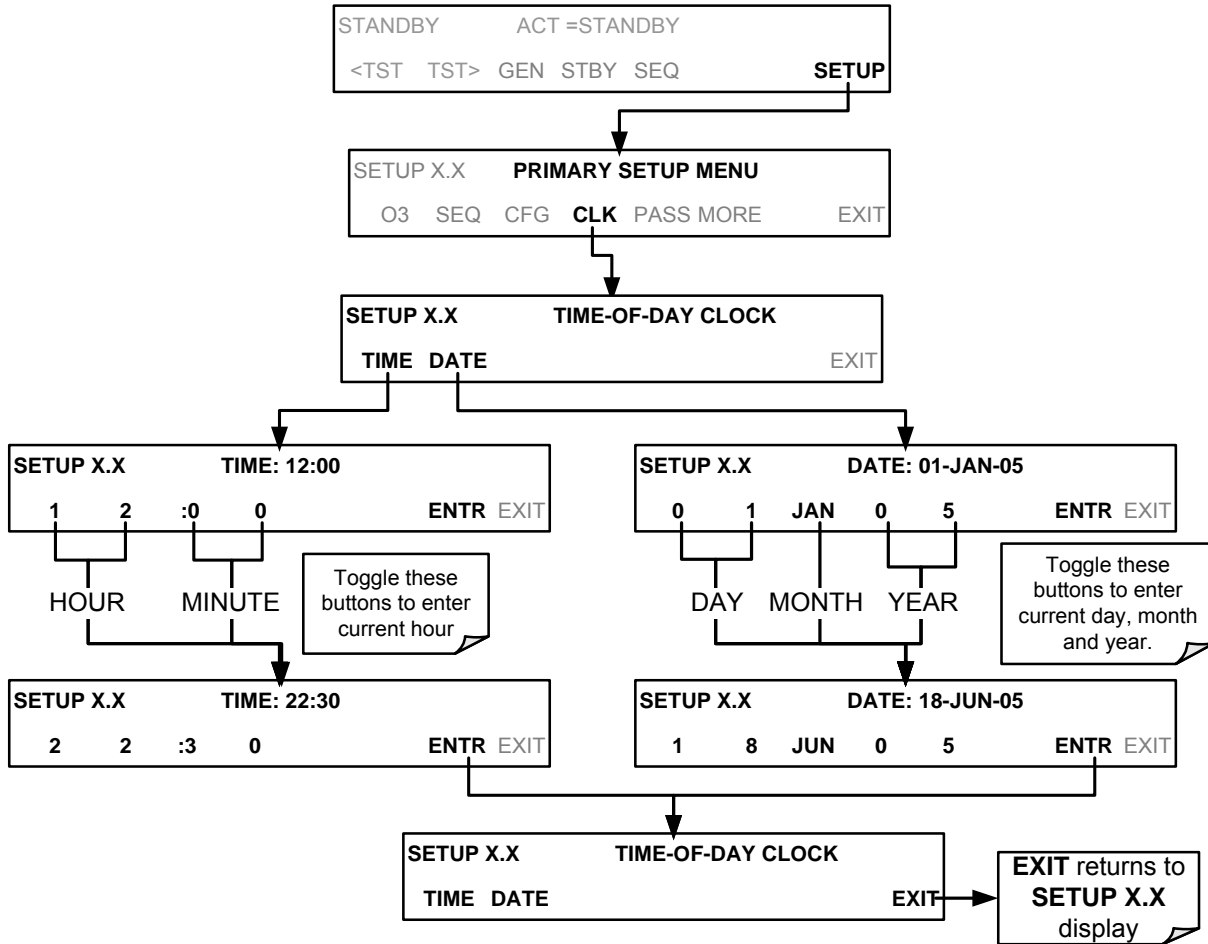 STANDBY ACT =STANDBY
<TST TST> GEN STBY SEQ SETUP
SETUP X.X PRIMARY SETUP MENU
O3 SEQ CFG CLK PASS MORE EXIT
SETUP X.X TIME-OF-DAY CLOCK
TIME DATE EXIT
SETUP X.X TIME: 12:00
1 2 :0 0 ENTR EXIT
HOUR MINUTE
Toggle these
buttons to enter
current hour
SETUP X.X TIME: 22:30
2 2 :3 0 ENTR EXIT
SETUP X.X DATE: 01-JAN-05
0 1 JAN 0 5 ENTR EXIT
DAY MONTH YEAR
Toggle these
buttons to enter
current day, month
and year.
SETUP X.X DATE: 18-JUN-05
1 8 JUN 0 5 ENTR EXIT
SETUP X.X TIME-OF-DAY CLOCK
TIME DATE EXIT
EXIT returns to
SETUP X.X
display